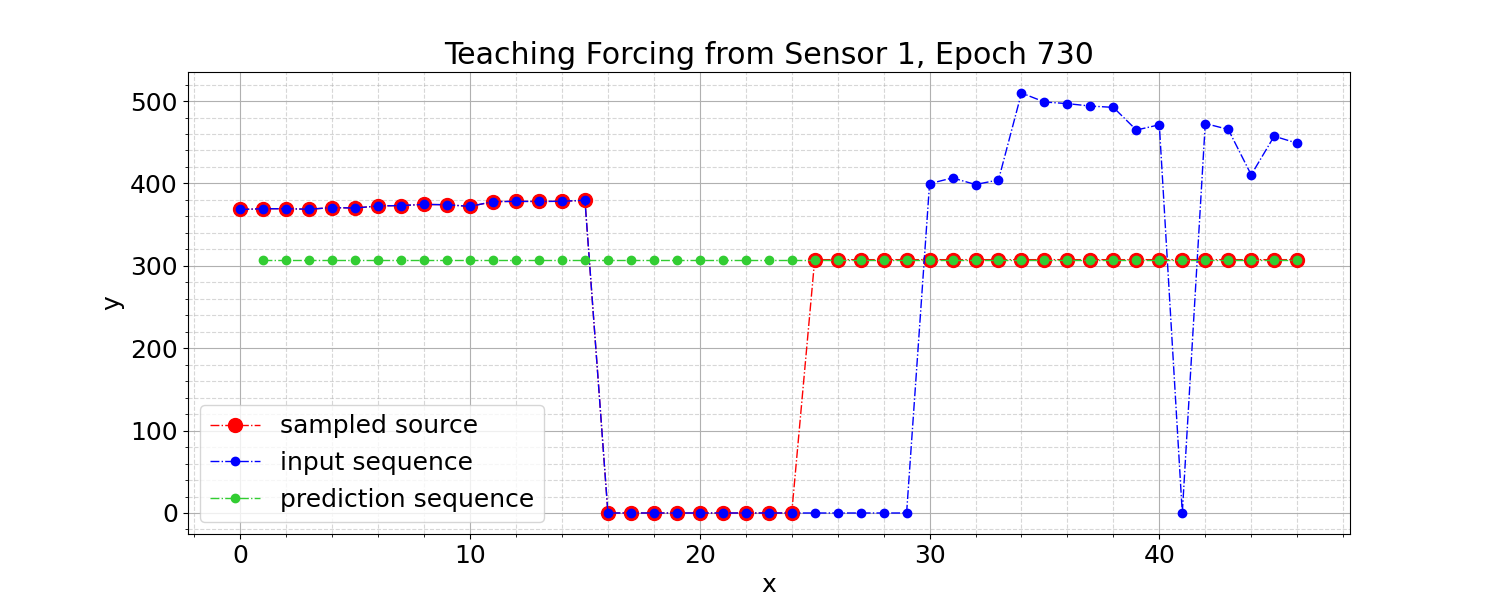 Teaching Forcing from Sensor 1, Epoch 730
500
400
300
200
100
0
y
sampled source
input sequence
prediction sequence
0 10 20 30 40
x